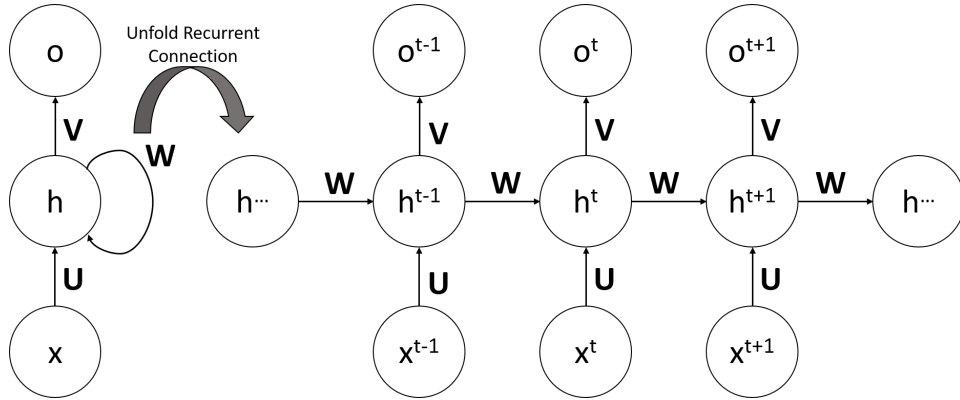 o
Unfold Recurrent
Connection
o^t-1
o^t
o^t+1
V
V
V
V
W
h
h...
W
h^t-1
W
h^t
W
h^t+1
W
h...
U
U
U
U
x
x^t-1
x^t
x^t+1